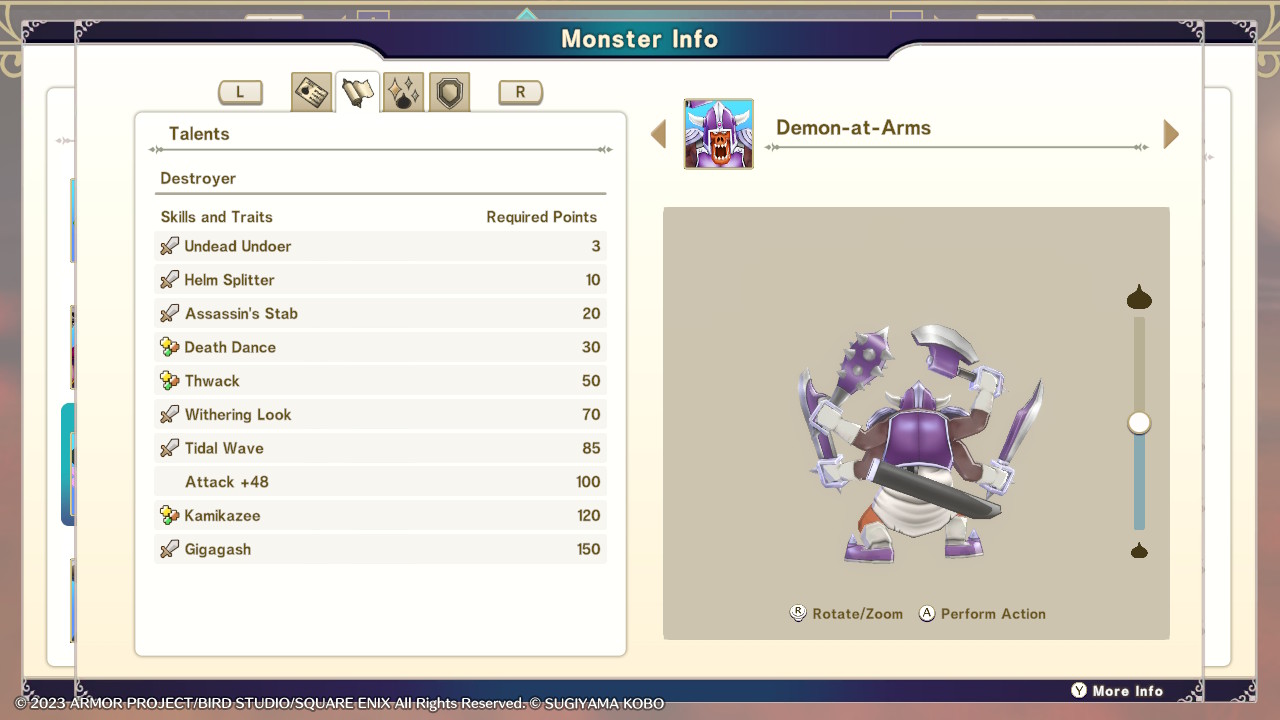 Monster Info
L
R
Talents
Destroyer
Skills and Traits Required Points
Undead Undoer 3
Helm Splitter 10
Assassin's Stab 20
Death Dance 30
Thwack 50
Withering Look 70
Tidal Wave 85
Attack +48 100
Kamikazee 120
Gigagash 150
Demon-at-Arms
R Rotate/Zoom A Perform Action
Y More Info
© 2023 ARMOR PROJECT/BIRD STUDIO/SQUARE ENIX All Rights Reserved. © SUGIYAMA KOBO